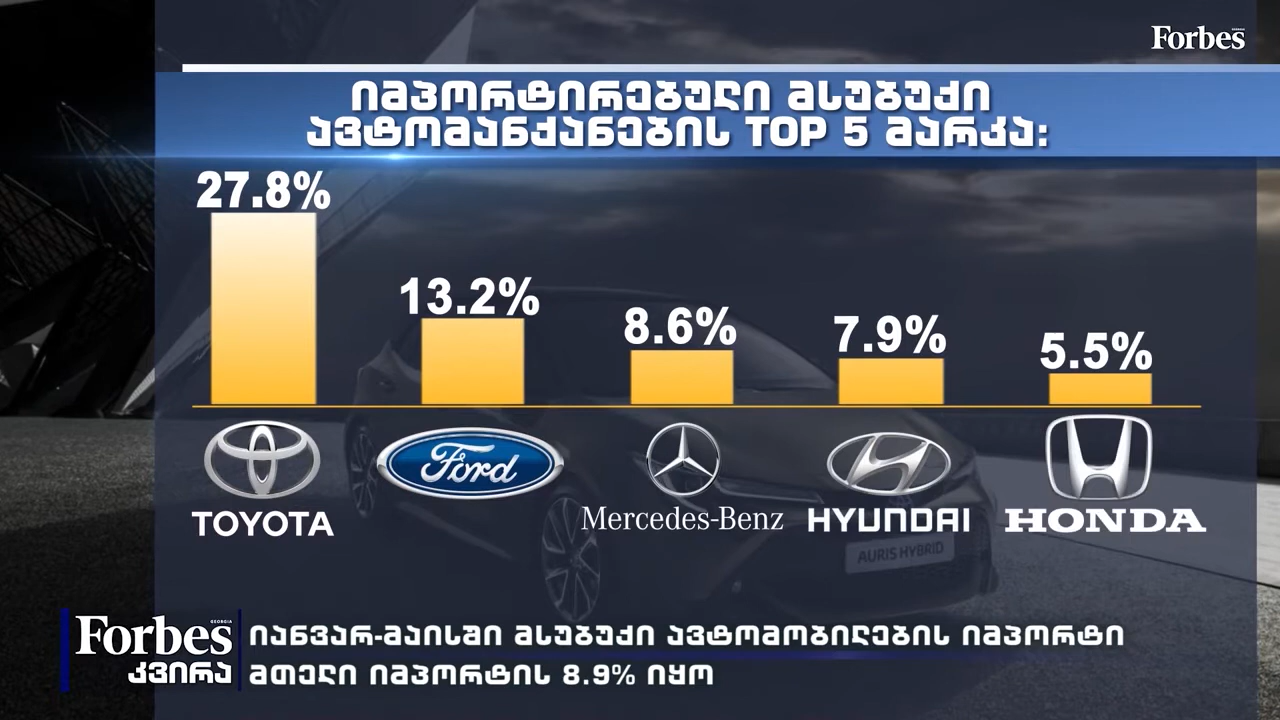 Forbes
იმპორტირებული მსუბუქი
ავტომანქანების TOP 5 მარკა:
27.8%
13.2%
8.6%
7.9%
5.5%
Ford
TOYOTA
Mercedes-Benz
HYUNDAI
HONDA
AURIS HYBRID
Forbes
GEORGIA
კვირა
იანვარ-მაისში მსუბუქი ავტომობილების იმპორტი
მთელი იმპორტის 8.9% იყო